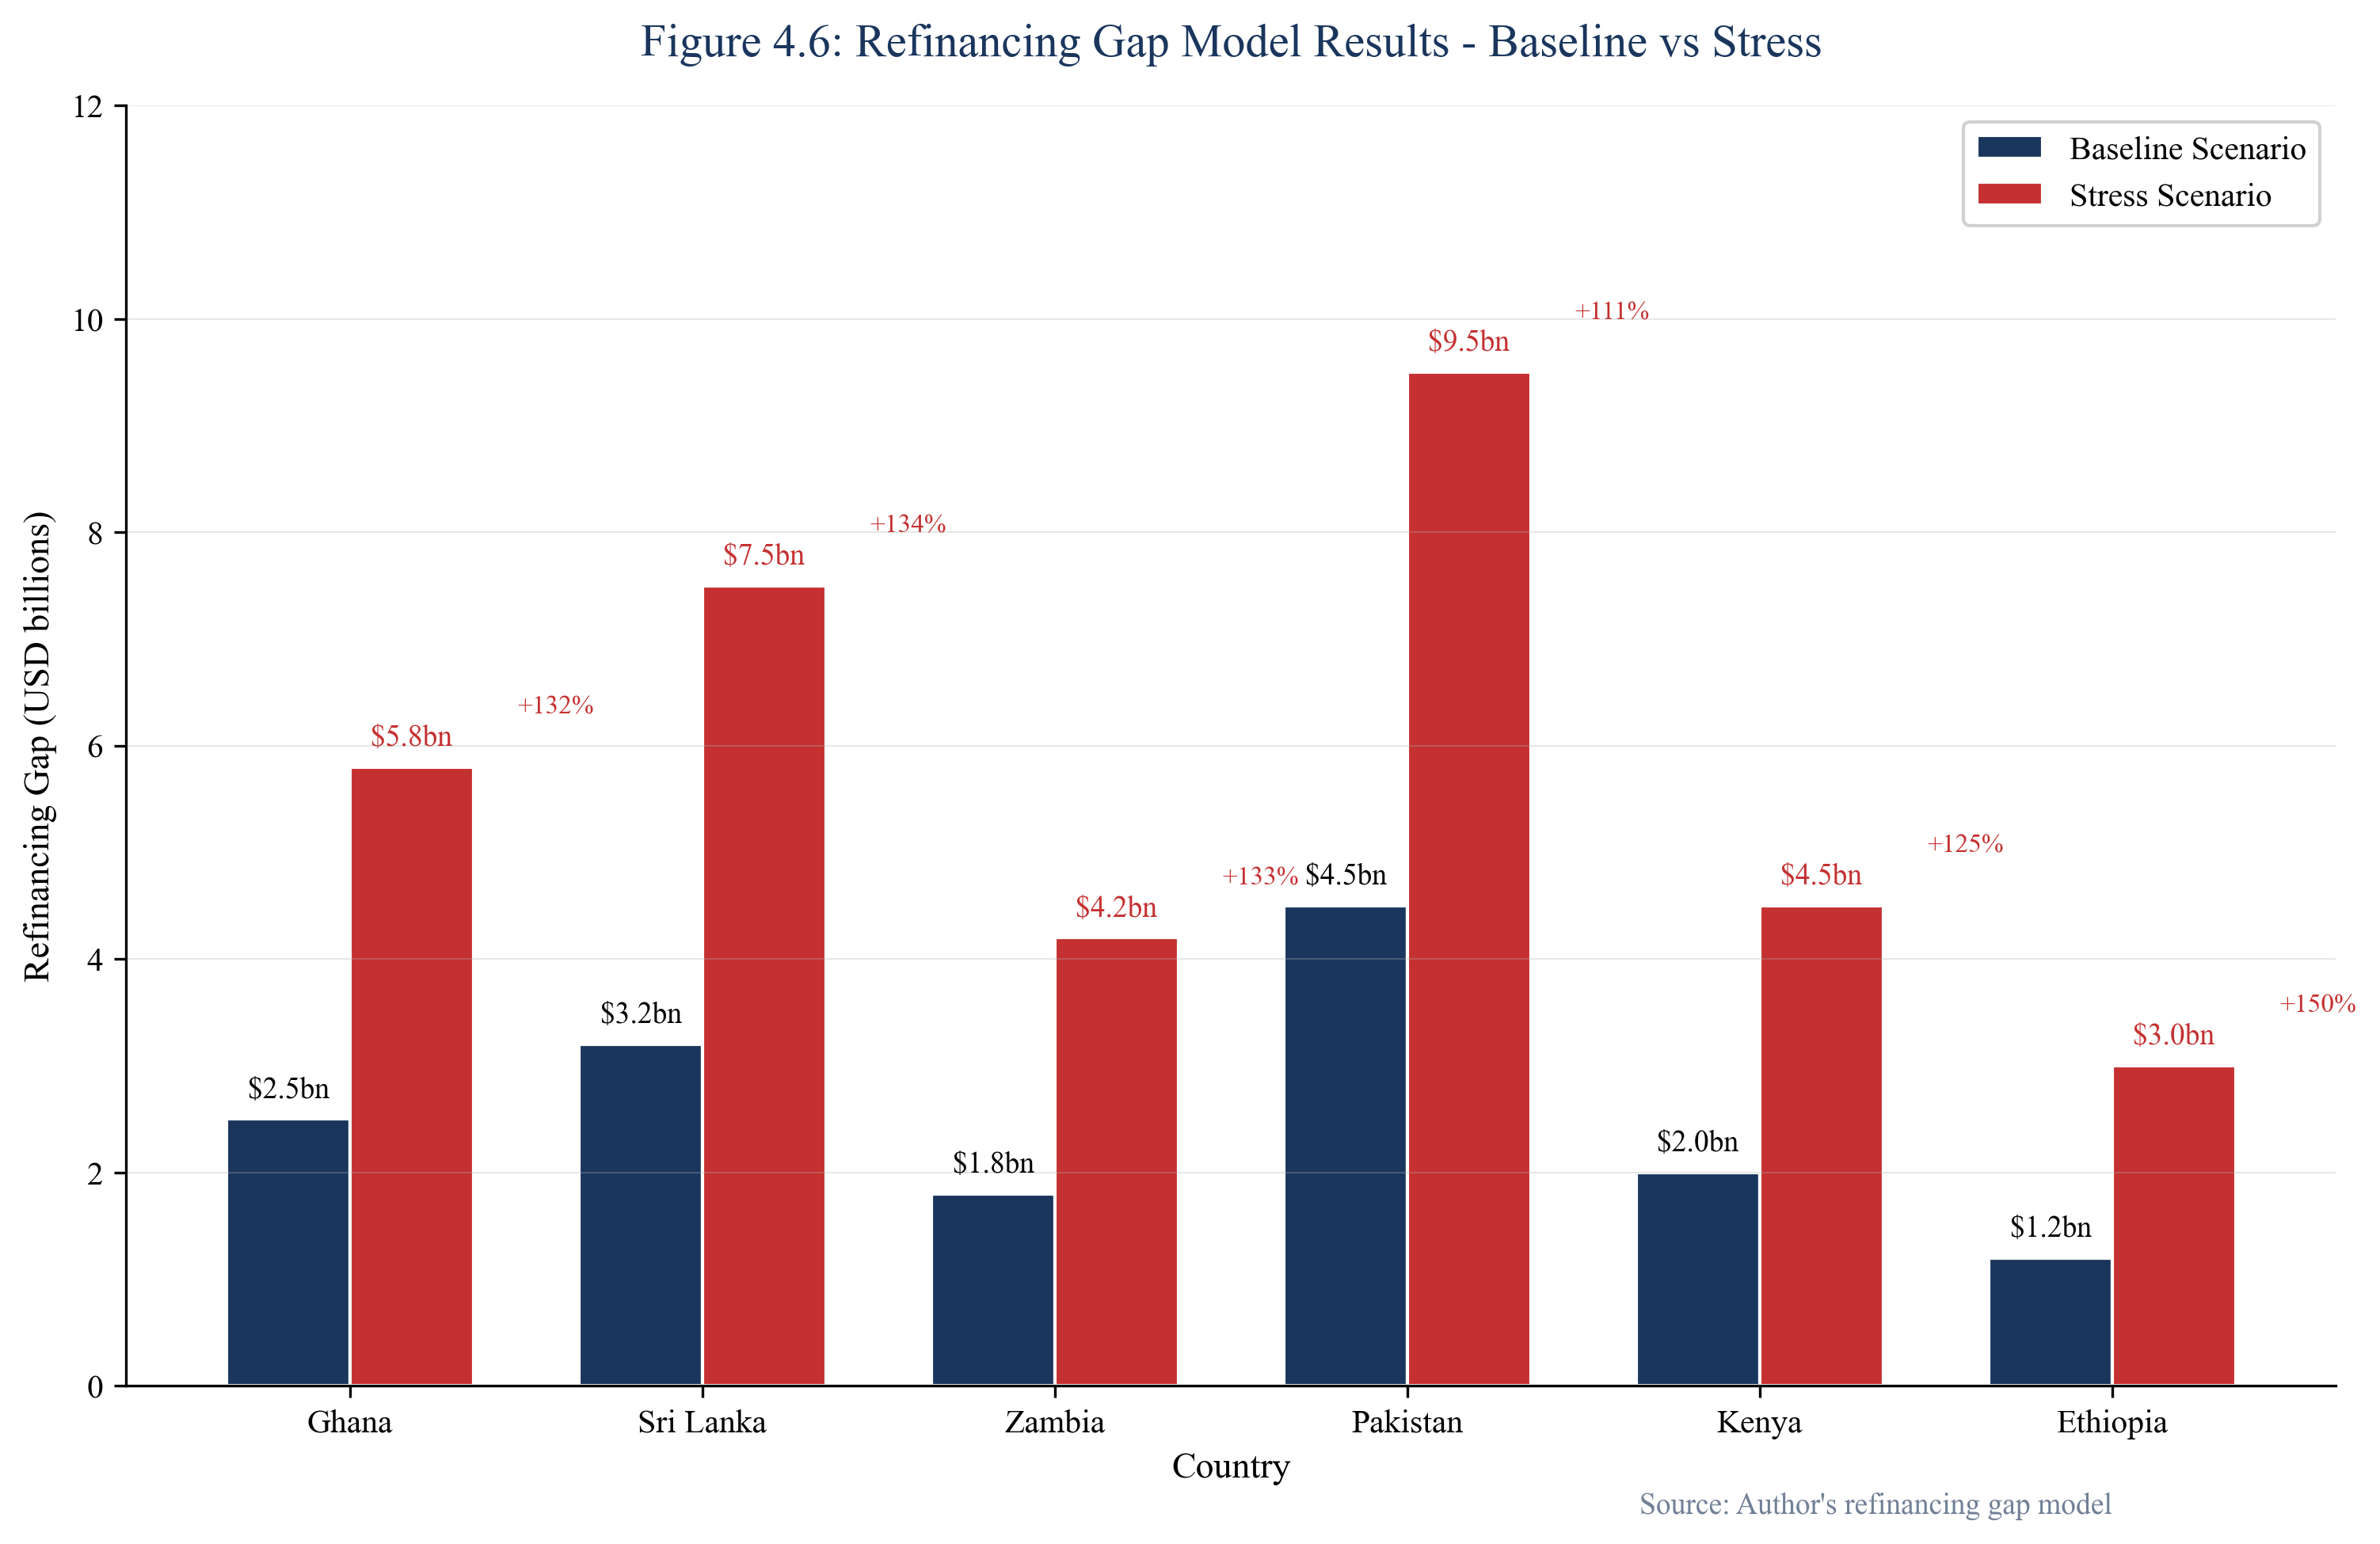 Figure 4.6: Refinancing Gap Model Results - Baseline vs Stress
Refinancing Gap (USD billions)
12
10
8
6
4
2
0
Baseline Scenario
Stress Scenario
$2.5bn
$5.8bn
+132%
$3.2bn
$7.5bn
+134%
$1.8bn
$4.2bn
+133%
$4.5bn
$9.5bn
+111%
$2.0bn
$4.5bn
+125%
$1.2bn
$3.0bn
+150%
Ghana
Sri Lanka
Zambia
Pakistan
Kenya
Ethiopia
Country
Source: Author's refinancing gap model